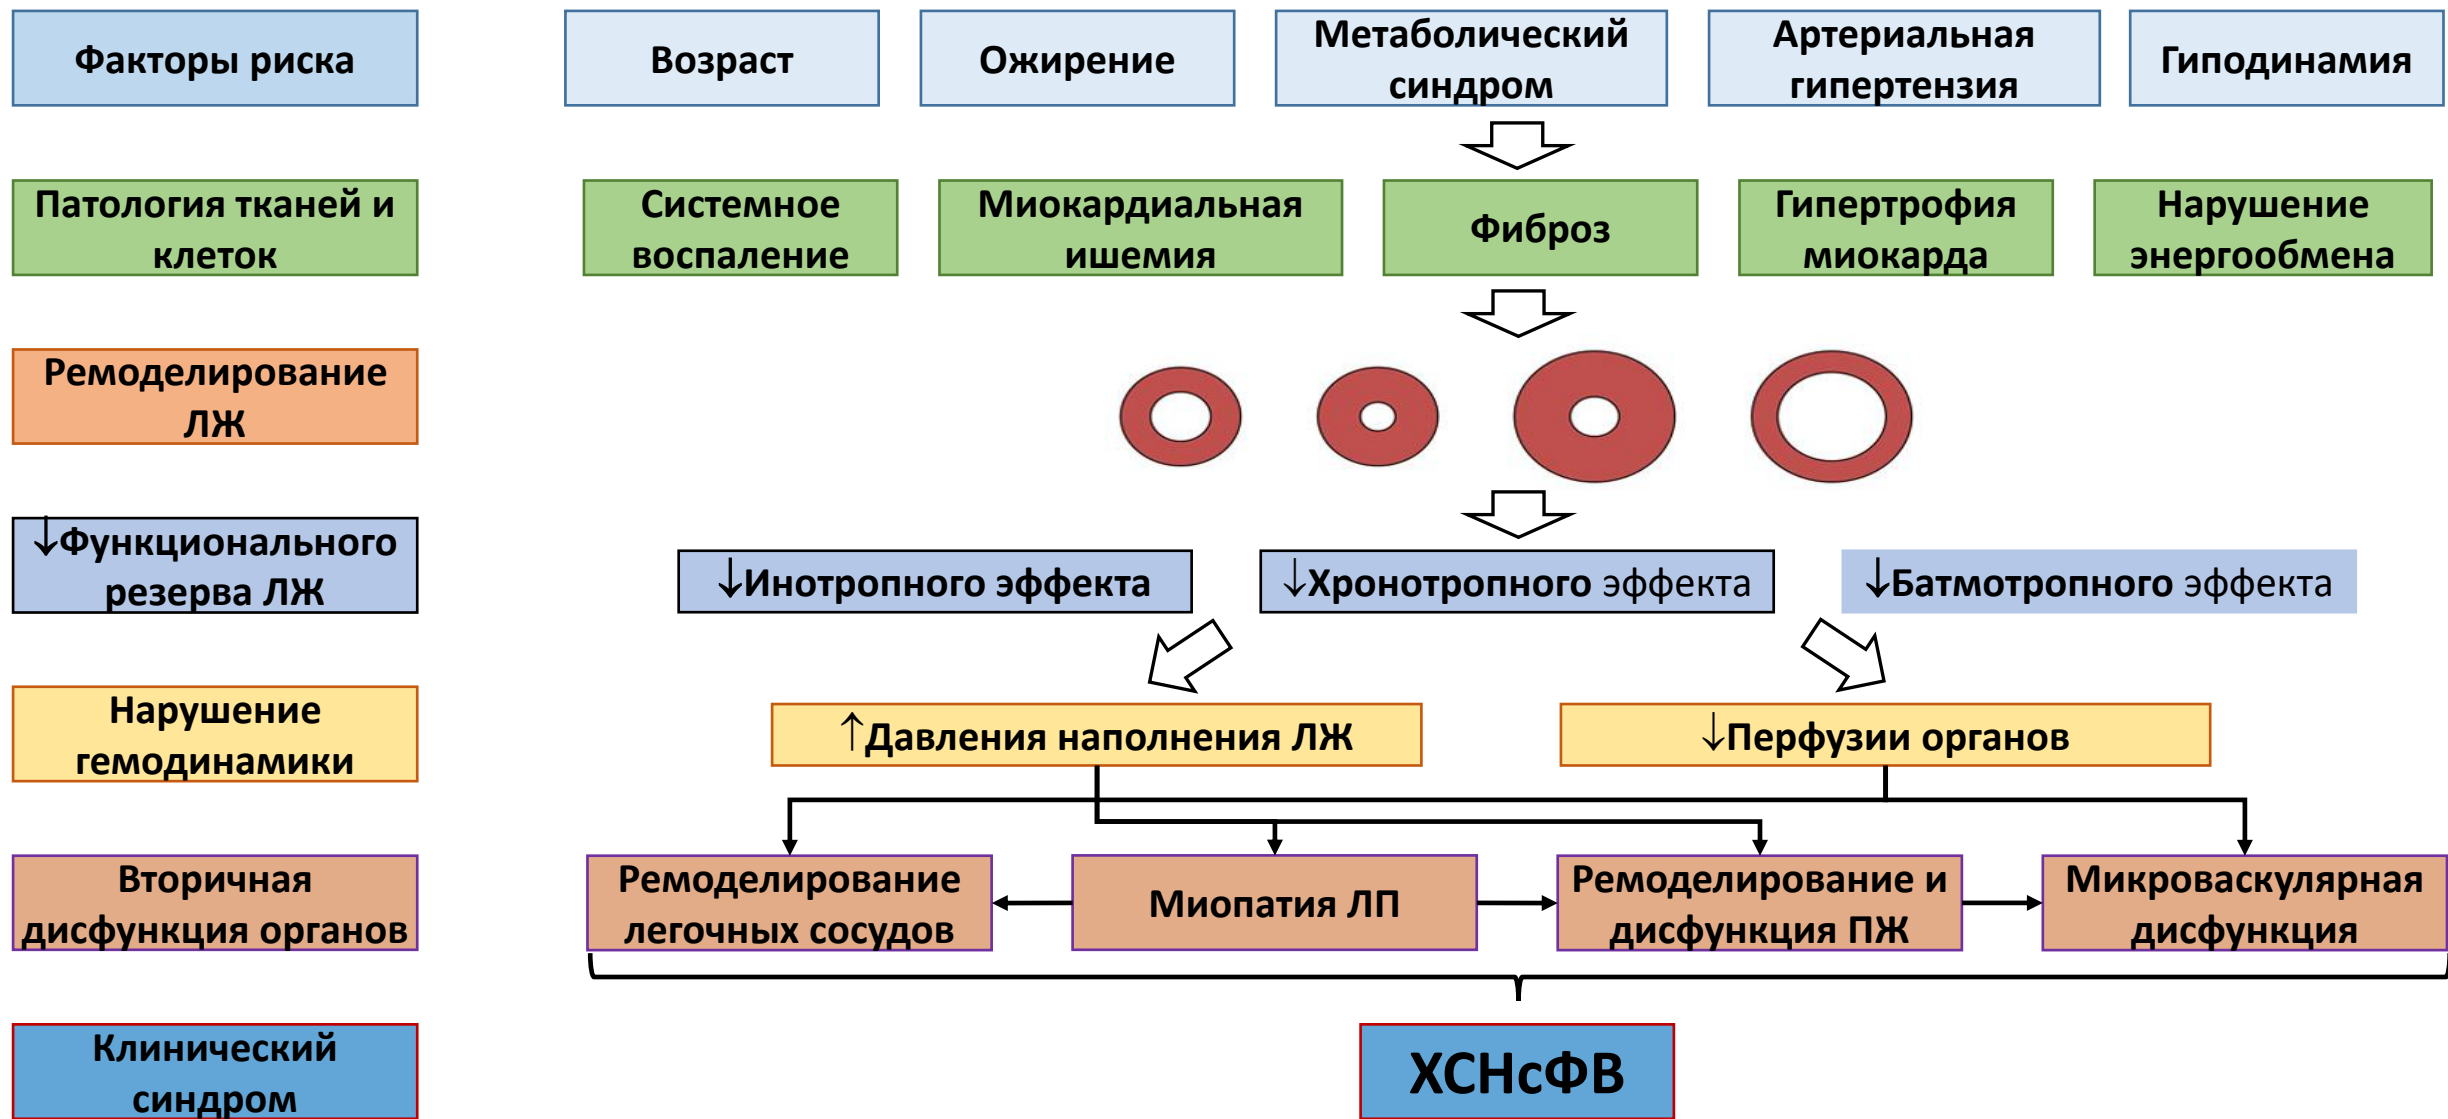 Факторы риска
Возраст
Ожирение
Метаболический
синдром
Артериальная
гипертензия
Гиподинамия
Патология тканей и
клеток
Системное
воспаление
Миокардиальная
ишемия
Фиброз
Гипертрофия
миокарда
Нарушение
энергообмена
Ремоделирование
ЛЖ
↓Функционального
резерва ЛЖ
↓Инотропного эффекта
↓Хронотропного эффекта
↓Батмотропного эффекта
Нарушение
гемодинамики
↑Давления наполнения ЛЖ
↓Перфузии органов
Вторичная
дисфункция органов
Ремоделирование
легочных сосудов
Миопатия ЛП
Ремоделирование и
дисфункция ПЖ
Микроваскулярная
дисфункция
Клинический
синдром
ХСНсФВ